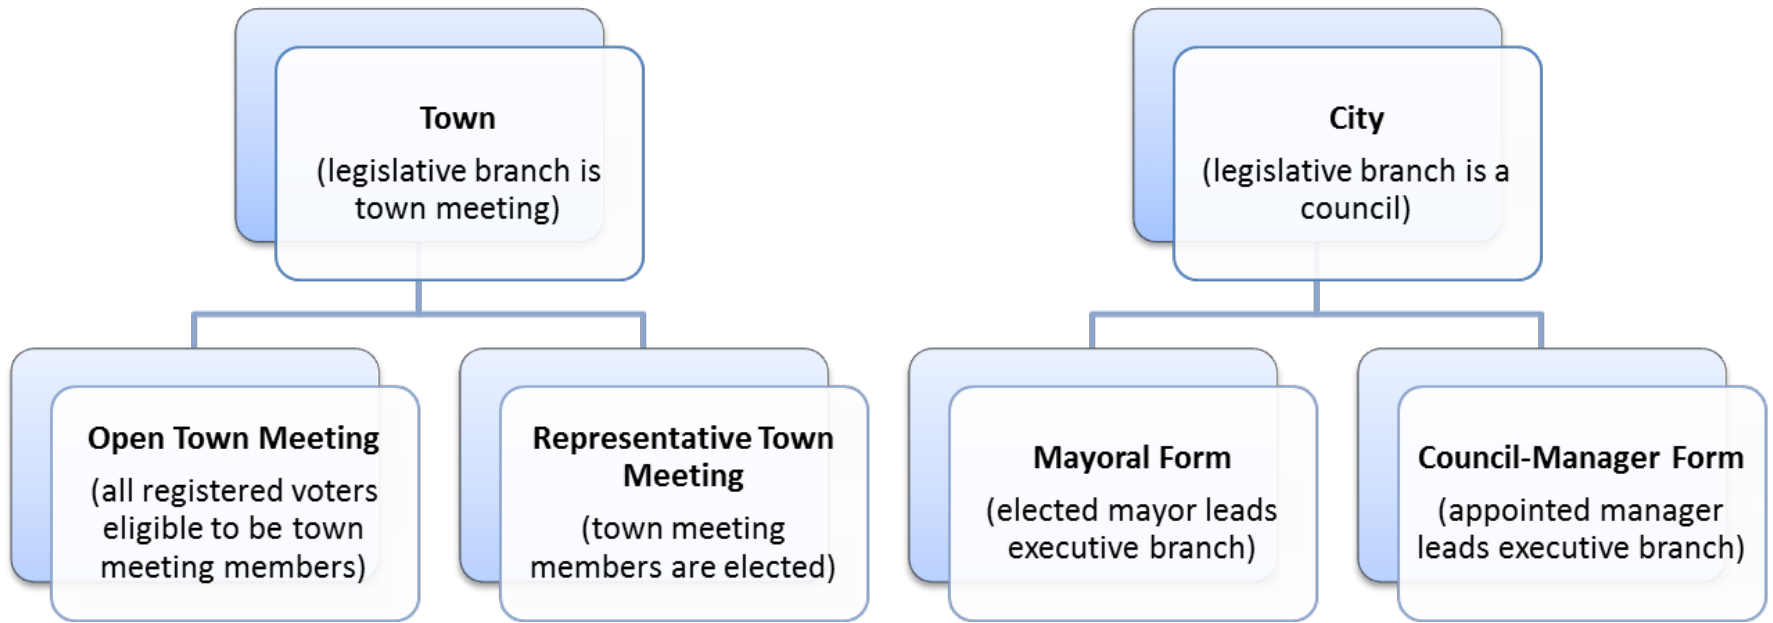 Town
(legislative branch is
town meeting)
City
(legislative branch is a
council)
Open Town Meeting
(all registered voters
eligible to be town
meeting members)
Representative Town
Meeting
(town meeting
members are elected)
Mayoral Form
(elected mayor leads
executive branch)
Council-Manager Form
(appointed manager
leads executive branch)